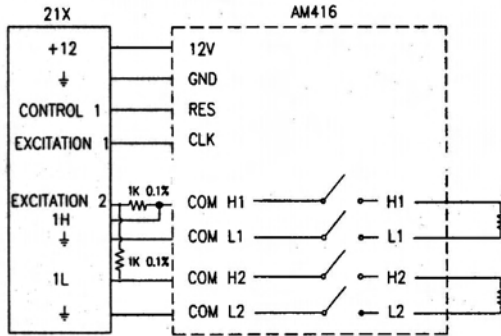 21X
AM416
+12
12V
GND
CONTROL 1
RES
EXCITATION 1
CLK
1K 0.1%
EXCITATION 2
COM H1
H1
1H
COM L1
L1
1K 0.1%
1L
COM H2
H2
COM L2
L2